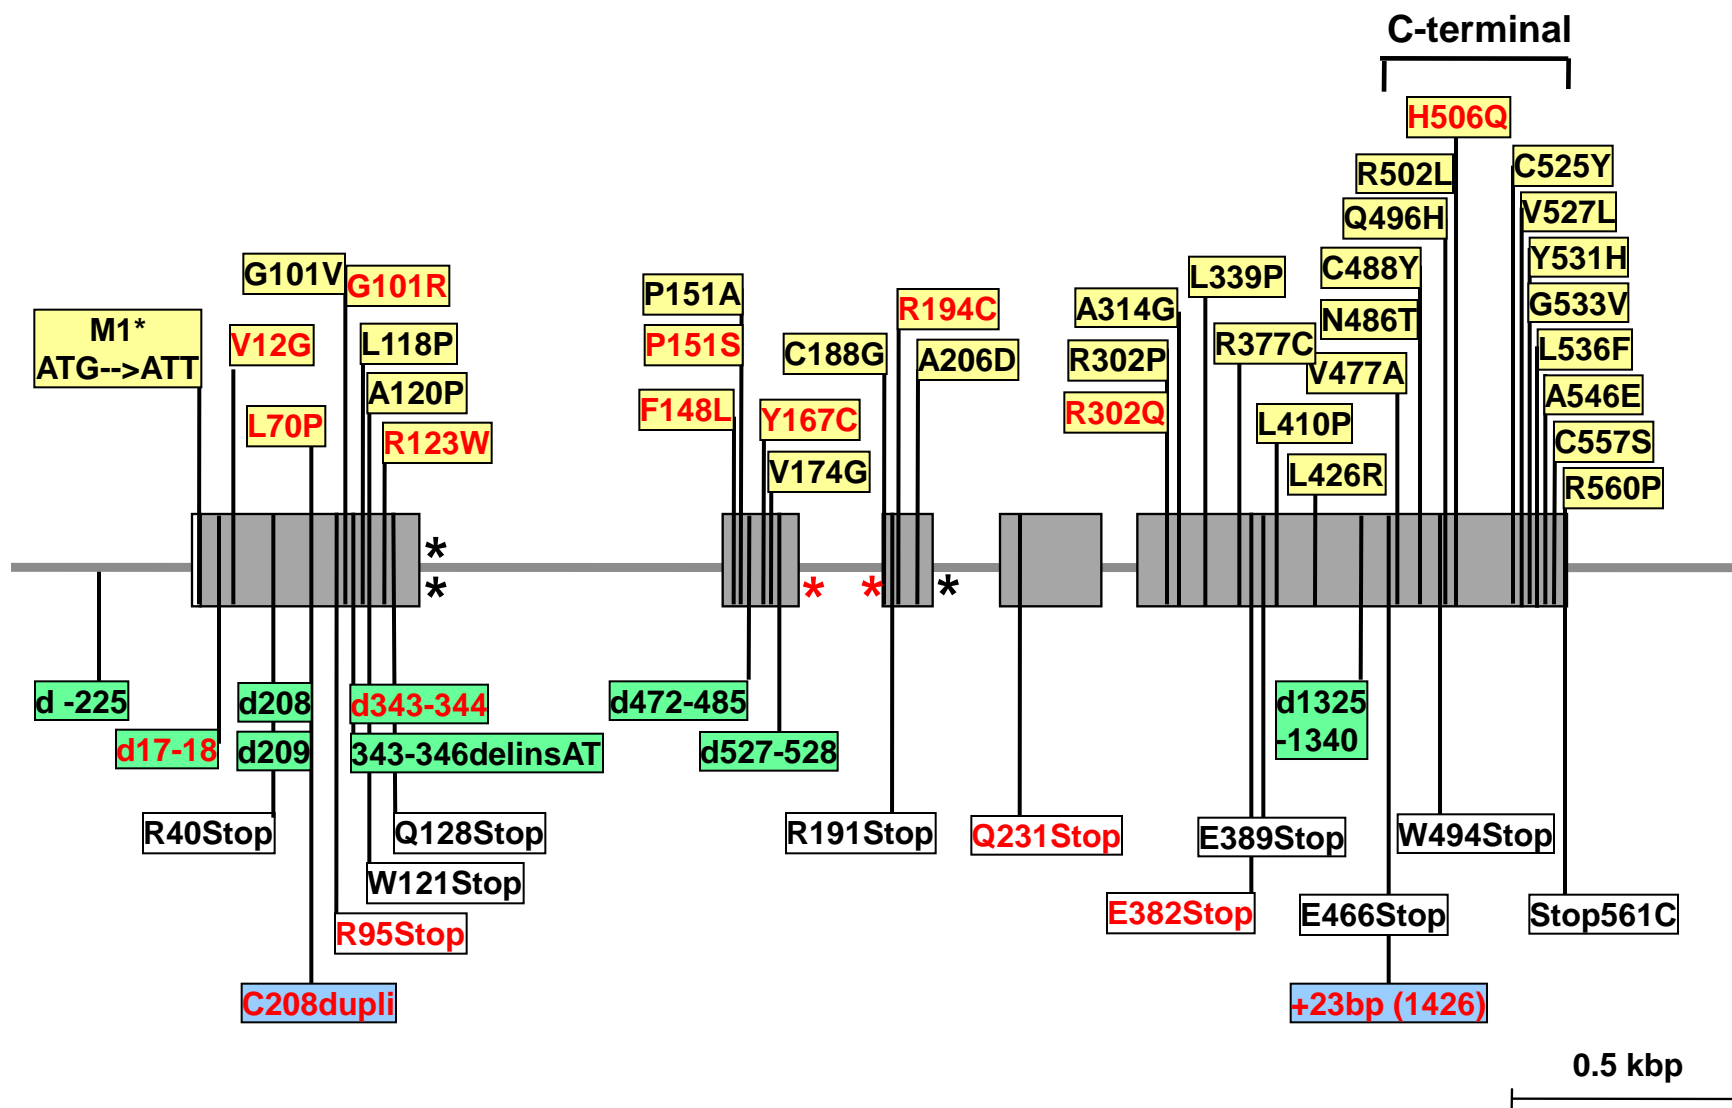 C-terminal
H506Q
R502L
C525Y
Q496H
V527L
G101V
G101R
P151A
L339P
C488Y
Y531H
M1*
ATG-->ATT
V12G
L118P
P151S
C188G
R194C
A206D
A314G
R302P
R377C
N486T
G533V
L536F
A120P
V477A
A546E
L70P
R123W
F148L
Y167C
R302Q
L410P
C557S
V174G
L426R
R560P
*
*
*
*
*
d -225
d208
d343-344
d472-485
d1325
-1340
d17-18
d209
343-346delinsAT
d527-528
R40Stop
Q128Stop
R191Stop
Q231Stop
E389Stop
W494Stop
W121Stop
R95Stop
E382Stop
E466Stop
Stop561C
C208dupli
+23bp (1426)
0.5 kbp